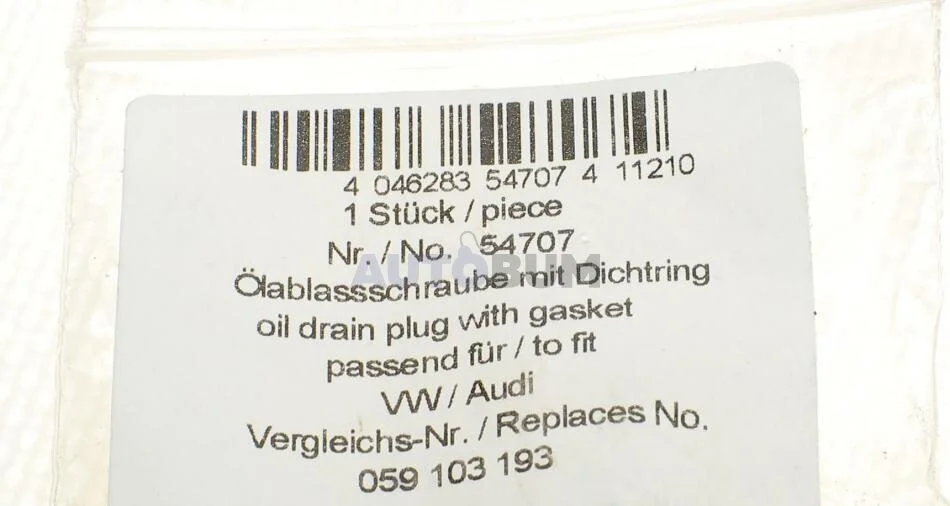 4 046283 54707 4 11210
1 Stück / piece
Nr. / No. 54707
AUTOBUM
Ölablassschraube mit Dichtring
oil drain plug with gasket
passend für / to fit
VW / Audi
Vergleichs-Nr. / Replaces No.
059 103 193